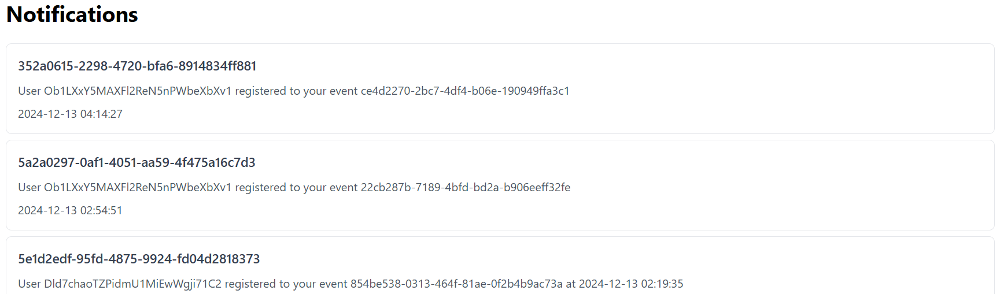 Notifications
352a0615-2298-4720-bfa6-8914834ff881
User Ob1LXxY5MAXFl2ReN5nPWbeXbXv1 registered to your event ce4d2270-2bc7-4df4-b06e-190949ffa3c1
2024-12-13 04:14:27
5a2a0297-0af1-4051-aa59-4f475a16c7d3
User Ob1LXxY5MAXFl2ReN5nPWbeXbXv1 registered to your event 22cb287b-7189-4bfd-bd2a-b906eeff32fe
2024-12-13 02:54:51
5e1d2edf-95fd-4875-9924-fd04d2818373
User Dld7chaoTZPidmU1MiEwWgji71C2 registered to your event 854be538-0313-464f-81ae-0f2b4b9ac73a at 2024-12-13 02:19:35